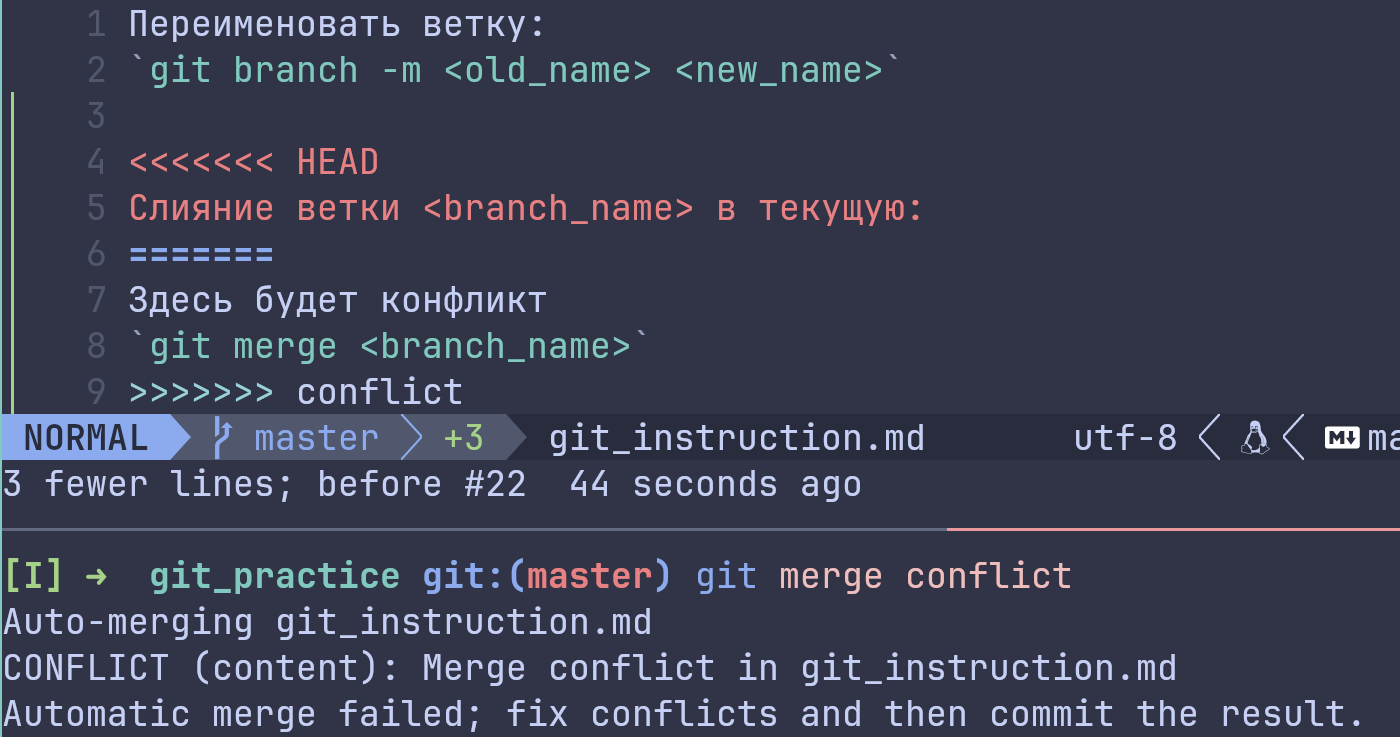 1 Переименовать ветку:
2 `git branch -m <old_name> <new_name>`
3
4 <<<<<<< HEAD
5 Слияние ветки <branch_name> в текущую:
6 =======
7 Здесь будет конфликт
8 `git merge <branch_name>`
9 >>>>>>> conflict
NORMAL master +3 git_instruction.md utf-8 M↓ ma
3 fewer lines; before #22  44 seconds ago
[I] ➜  git_practice git:(master) git merge conflict
Auto-merging git_instruction.md
CONFLICT (content): Merge conflict in git_instruction.md
Automatic merge failed; fix conflicts and then commit the result.